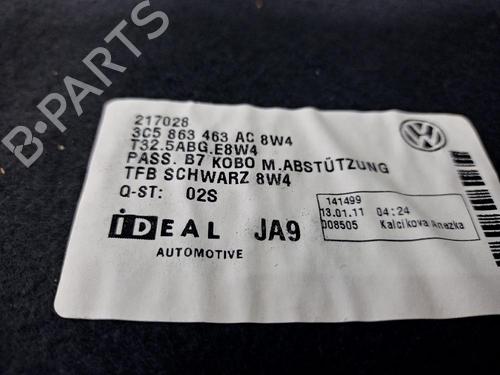 217028
3C5 863 463 AC 8W4
T32.5ABG.E8W4
PASS. B7 KOBO M.ABSTÜTZUNG
TFB SCHWARZ 8W4
Q-ST: 02S
iDEAL JA9
AUTOMOTIVE
141499
13.01.11 04:24
008505 Kalcikova Anezka
B-PARTS